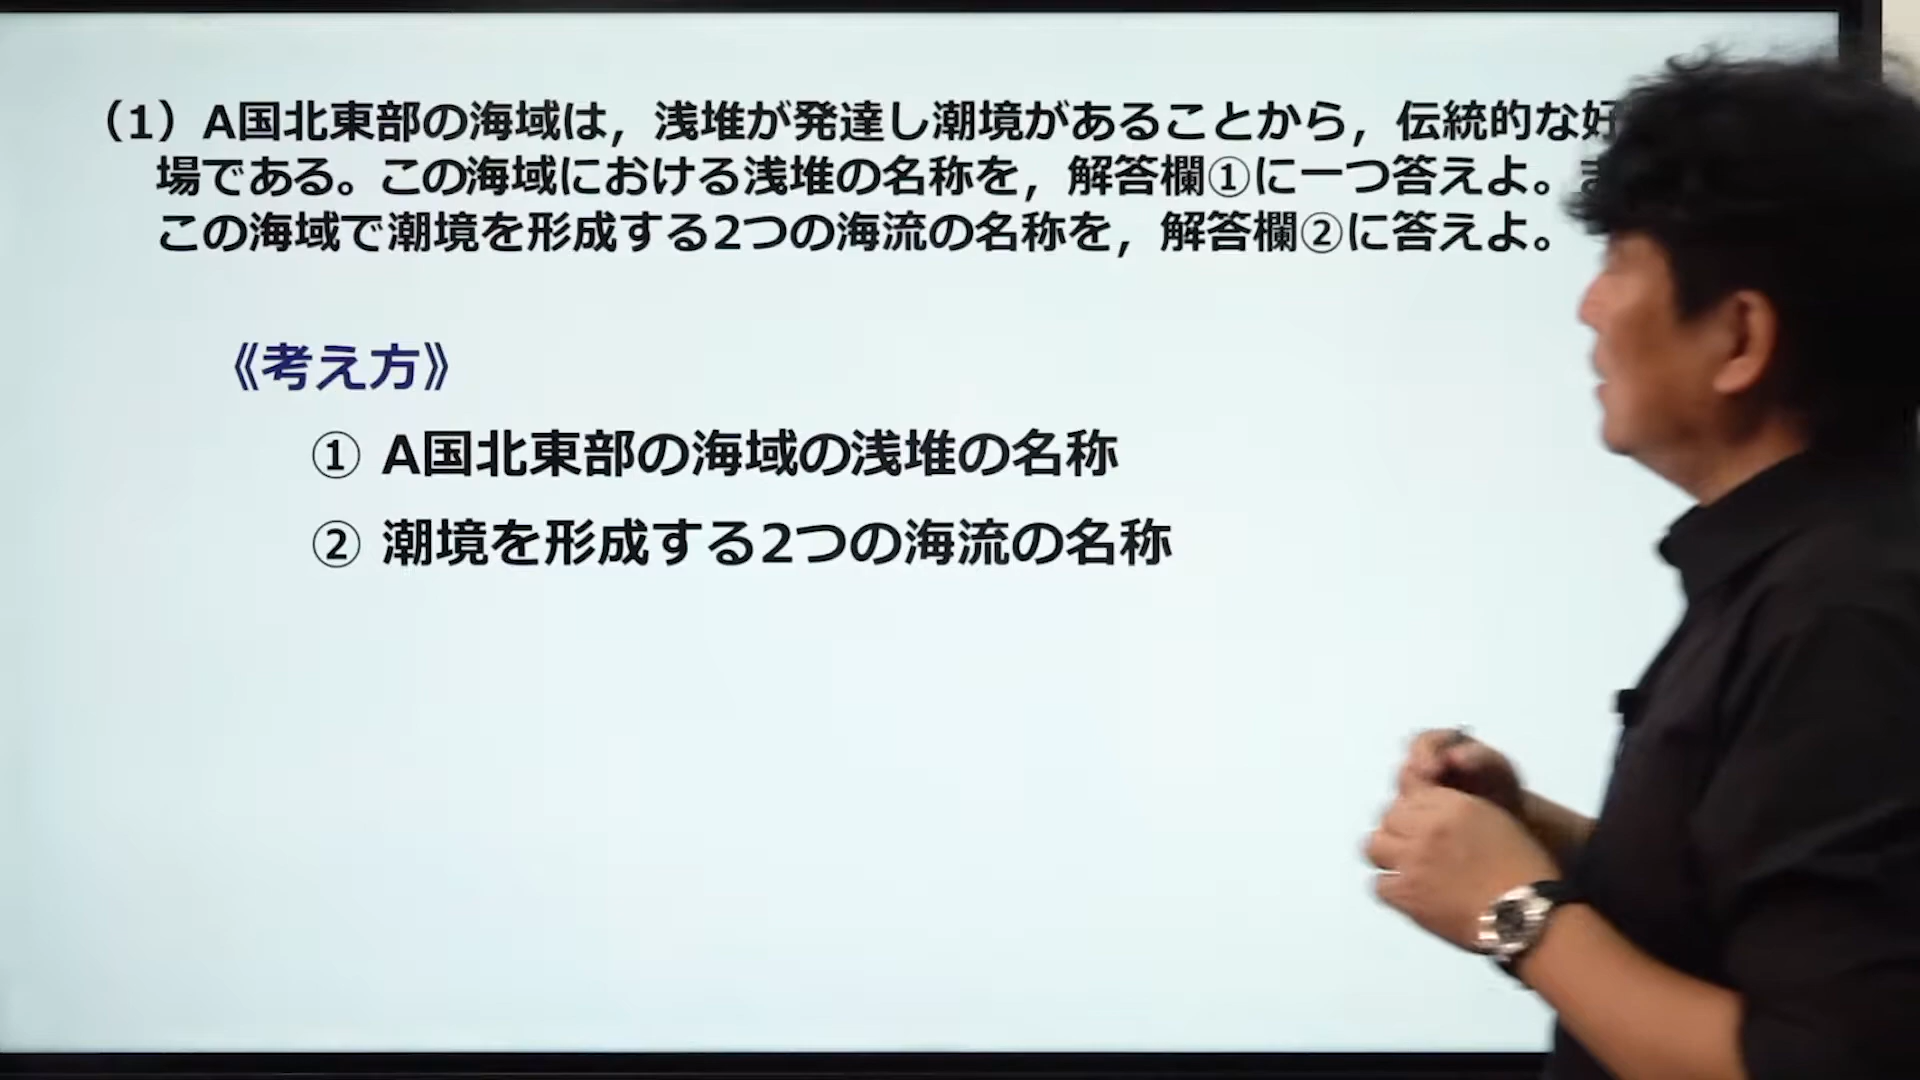 （1）A国北東部の海域は，浅堆が発達し潮境があることから，伝統的な好
場である。この海域における浅堆の名称を，解答欄①に一つ答えよ。
この海域で潮境を形成する2つの海流の名称を，解答欄②に答えよ。
《考え方》
① A国北東部の海域の浅堆の名称
② 潮境を形成する2つの海流の名称